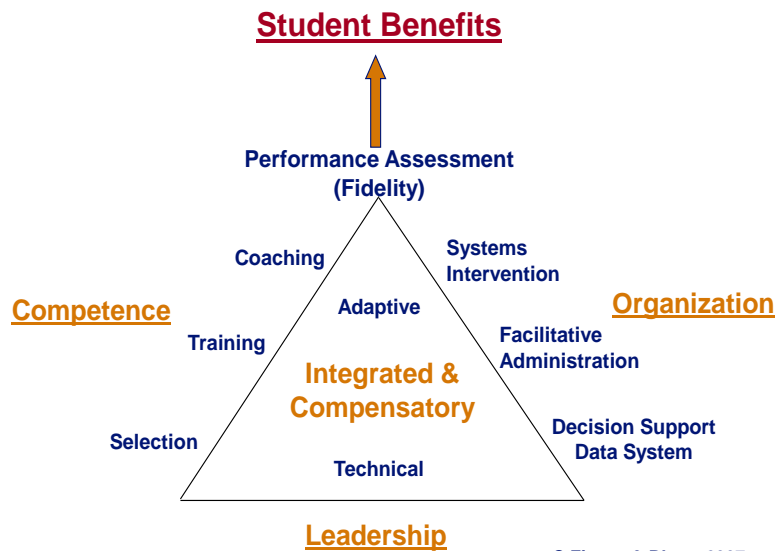 Student Benefits
Performance Assessment
(Fidelity)
Coaching
Systems
Intervention
Competence
Adaptive
Organization
Training
Facilitative
Administration
Integrated &
Compensatory
Selection
Decision Support
Data System
Technical
Leadership